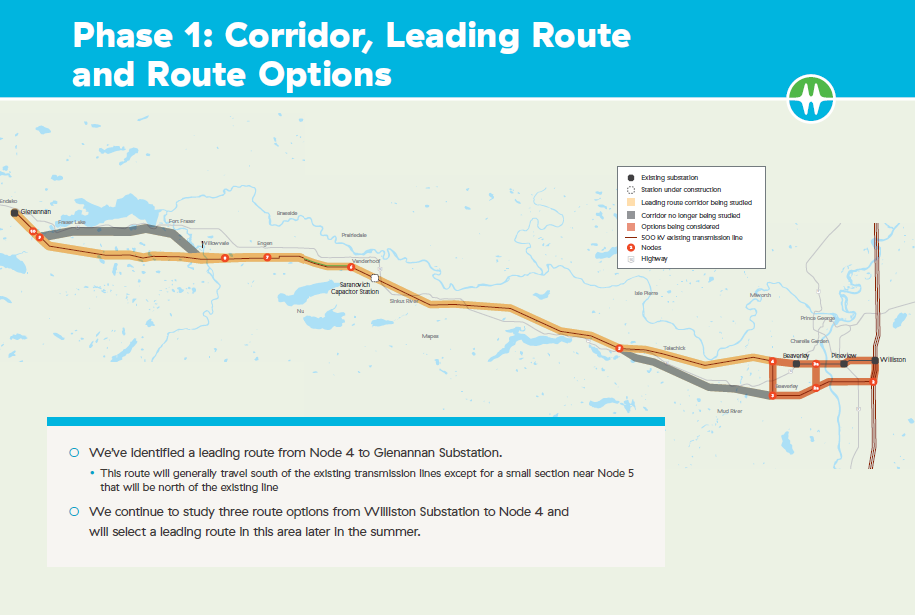 Phase 1: Corridor, Leading Route
and Route Options
Existing substation
Station under construction
Leading route corridor being studied
Corridor no longer being studied
Options being considered
500 kV existing transmission line
Nodes
Highway
Endako
Glenannan
Fraser Lake
Fort Fraser
Braeside
Willowvale
Engen
Prairiedale
Vanderhoof
Saranovich
Capacitor Station
Sinkut River
Mapes
Isle Pierre
Miworth
Prince George
Telachick
Chandis Garden
Beaverley
Pineview
Williston
Beaverley
Mud River
We've identified a leading route from Node 4 to Glenannan Substation.
This route will generally travel south of the existing transmission lines except for a small section near Node 5
that will be north of the existing line
We continue to study three route options from Williston Substation to Node 4 and
will select a leading route in this area later in the summer.